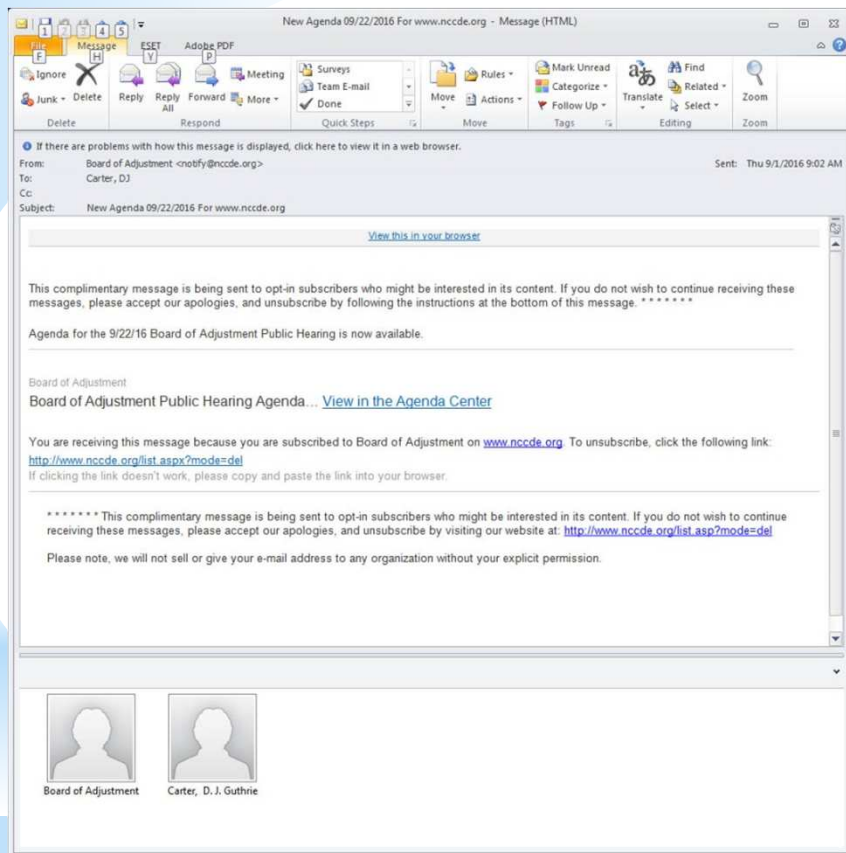 New Agenda 09/22/2016 For www.nccde.org - Message (HTML)
1 2 3 4 5
File Message ESET Adobe PDF
F H Y P
Ignore
Junk
Delete
Reply
Reply All
Forward
Meeting
More
Surveys
Team E-mail
Done
Move
Rules
Actions
Mark Unread
Categorize
Follow Up
Translate
Find
Related
Select
Zoom
Delete Respond Quick Steps Move Tags Editing Zoom
If there are problems with how this message is displayed, click here to view it in a web browser.
From: Board of Adjustment <notify@nccde.org> Sent: Thu 9/1/2016 9:02 AM
To: Carter, DJ
Cc:
Subject: New Agenda 09/22/2016 For www.nccde.org
View this in your browser
This complimentary message is being sent to opt-in subscribers who might be interested in its content. If you do not wish to continue receiving these
messages, please accept our apologies, and unsubscribe by following the instructions at the bottom of this message. * * * * * * *
Agenda for the 9/22/16 Board of Adjustment Public Hearing is now available.
Board of Adjustment
Board of Adjustment Public Hearing Agenda... View in the Agenda Center
You are receiving this message because you are subscribed to Board of Adjustment on www.nccde.org. To unsubscribe, click the following link:
http://www.nccde.org/list.aspx?mode=del
If clicking the link doesn't work, please copy and paste the link into your browser.
* * * * * * * This complimentary message is being sent to opt-in subscribers who might be interested in its content. If you do not wish to continue
receiving these messages, please accept our apologies, and unsubscribe by visiting our website at: http://www.nccde.org/list.asp?mode=del
Please note, we will not sell or give your e-mail address to any organization without your explicit permission.
Board of Adjustment Carter, D. J. Guthrie